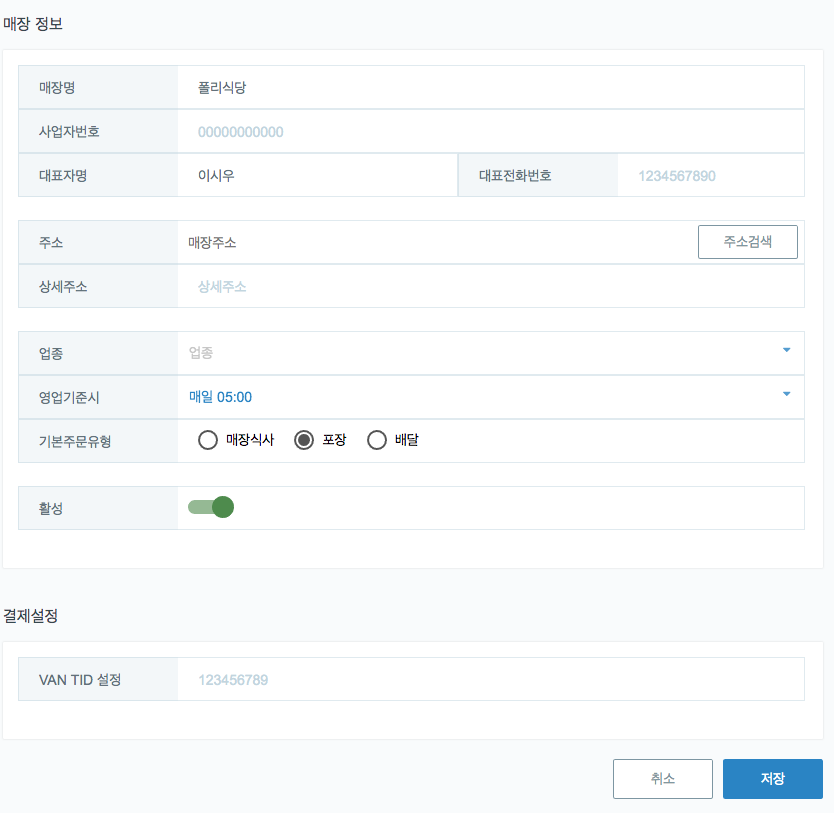 매장 정보
매장명 폴리식당
사업자번호 00000000000
대표자명 이시우 대표전화번호 1234567890
주소 매장주소 주소검색
상세주소 상세주소
업종 업종
영업기준시 매일 05:00
기본주문유형 매장식사 포장 배달
활성
결제설정
VAN TID 설정 123456789
취소 저장